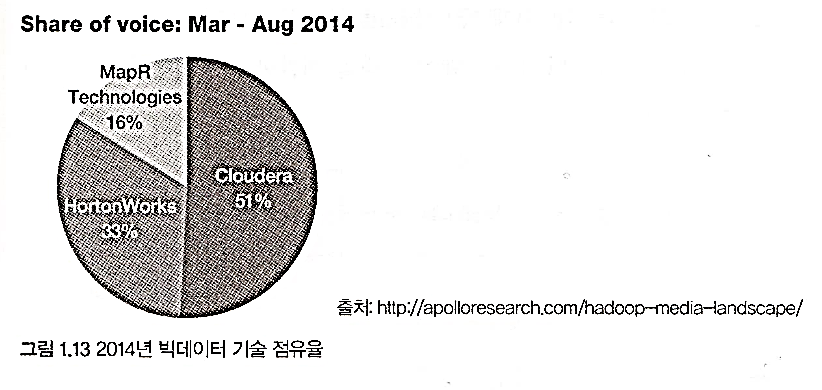 Share of voice: Mar - Aug 2014
MapR
Technologies
16%
Cloudera
51%
HortonWorks
33%
출처: http://apolloresearch.com/hadoop-media-landscape/
그림 1.13 2014년 빅데이터 기술 점유율